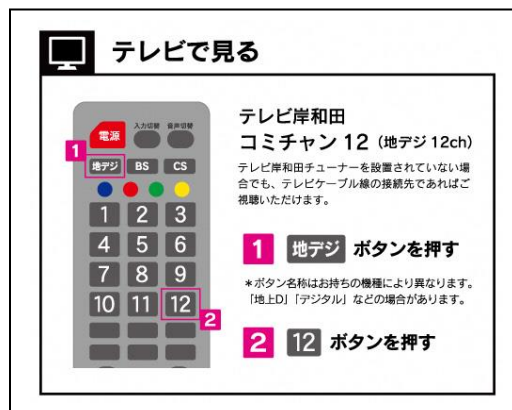 テレビで見る
電源
入力切替 音声切替
1
地デジ BS CS
1 2 3
4 5 6
7 8 9
10 11 12
2
テレビ岸和田
コミチャン 12（地デジ 12ch）
テレビ岸和田チューナーを設置されていない場
合でも、テレビケーブル線の接続先であればご
視聴いただけます。
1 地デジ ボタンを押す
＊ボタン名称はお持ちの機種により異なります。
「地上D」「デジタル」などの場合があります。
2 12 ボタンを押す